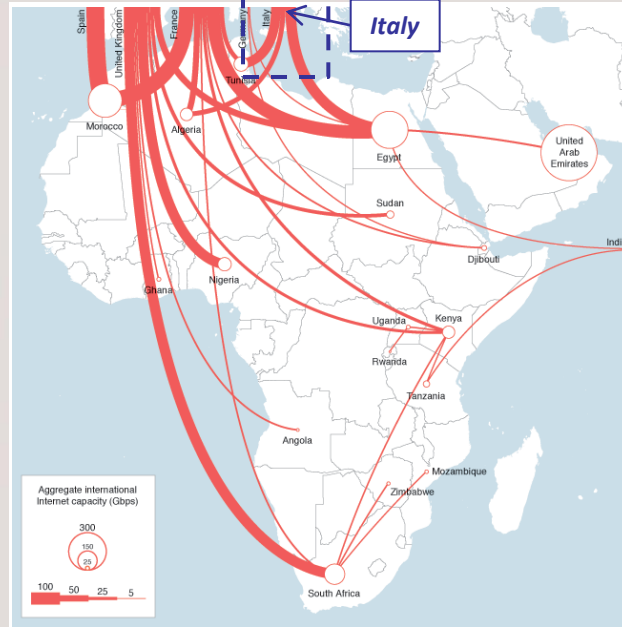 Spain
United Kingdom
France
Germany
Italy
Italy
Tunisia
Morocco
Algeria
Egypt
United
Arab
Emirates
Sudan
Djibouti
Indi
Ghana
Nigeria
Uganda
Kenya
Rwanda
Tanzania
Angola
Mozambique
Zimbabwe
South Africa
Aggregate international
Internet capacity (Gbps)
300
150
25
100 50 25 5